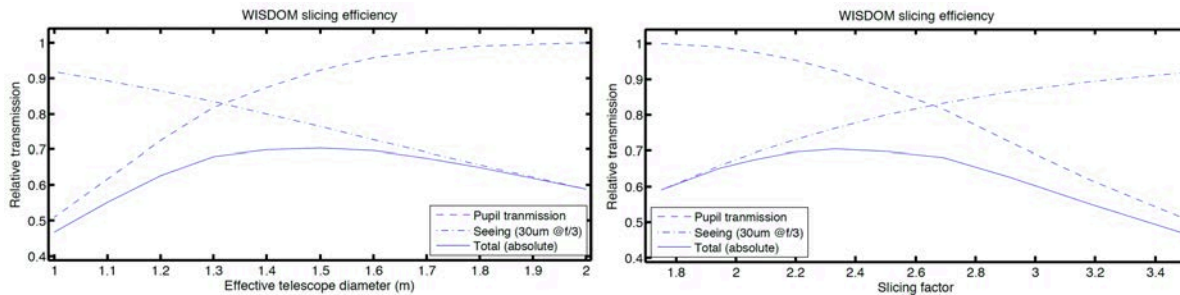 WISDOM slicing efficiency
1
0.9
0.8
0.7
0.6
0.5
0.4
Relative transmission
Pupil tranmission
Seeing (30um @f/3)
Total (absolute)
1 1.1 1.2 1.3 1.4 1.5 1.6 1.7 1.8 1.9 2
Effective telescope diameter (m)
WISDOM slicing efficiency
1
0.9
0.8
0.7
0.6
0.5
0.4
Relative transmission
Pupil tranmission
Seeing (30um @f/3)
Total (absolute)
1.8 2 2.2 2.4 2.6 2.8 3 3.2 3.4
Slicing factor